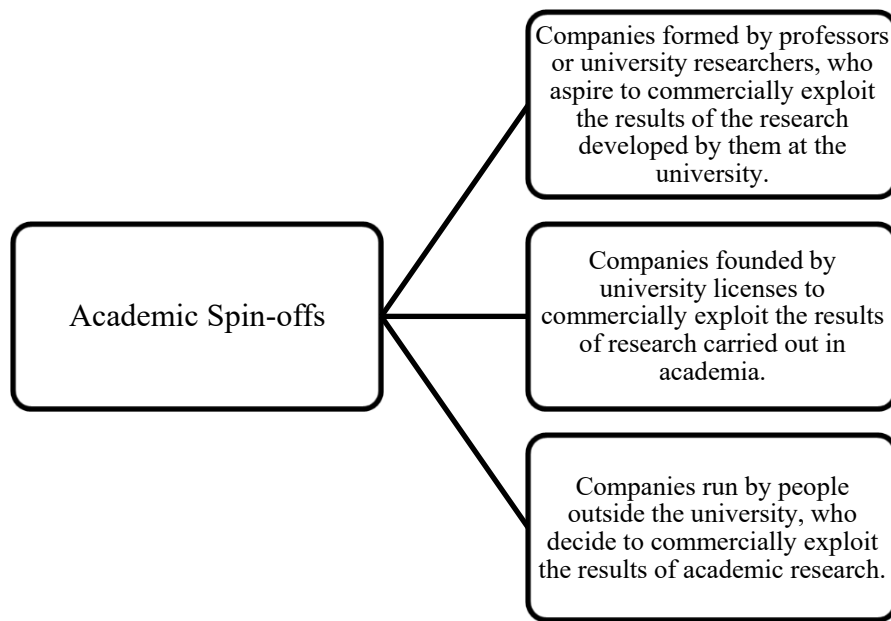 Academic Spin-offs
Companies formed by professors
or university researchers, who
aspire to commercially exploit
the results of the research
developed by them at the
university.
Companies founded by
university licenses to
commercially exploit the results
of research carried out in
academia.
Companies run by people
outside the university, who
decide to commercially exploit
the results of academic research.